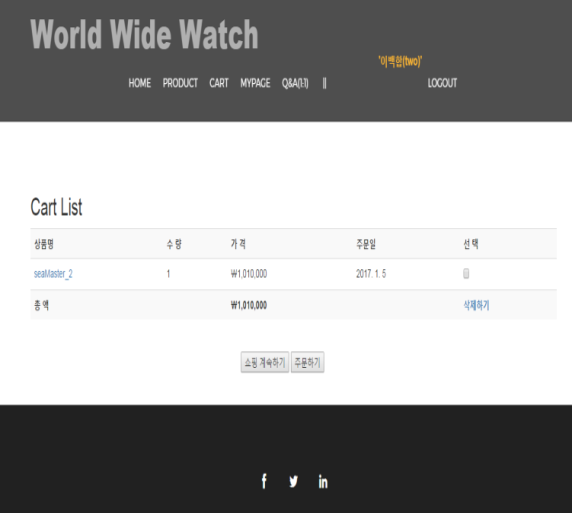 World Wide Watch
'이백합(two)'
HOME PRODUCT CART MYPAGE Q&A(1:1) || LOGOUT
Cart List
상품명 수 량 가 격 주문일 선 택
seaMaster_2 1 ₩1,010,000 2017. 1. 5
총 액 ₩1,010,000 삭제하기
쇼핑 계속하기 주문하기